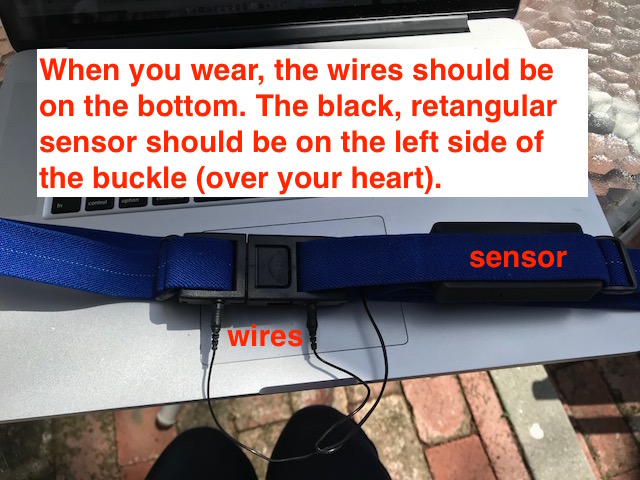 When you wear, the wires should be
on the bottom. The black, retangular
sensor should be on the left side of
the buckle (over your heart).
fn control option
sensor
wires